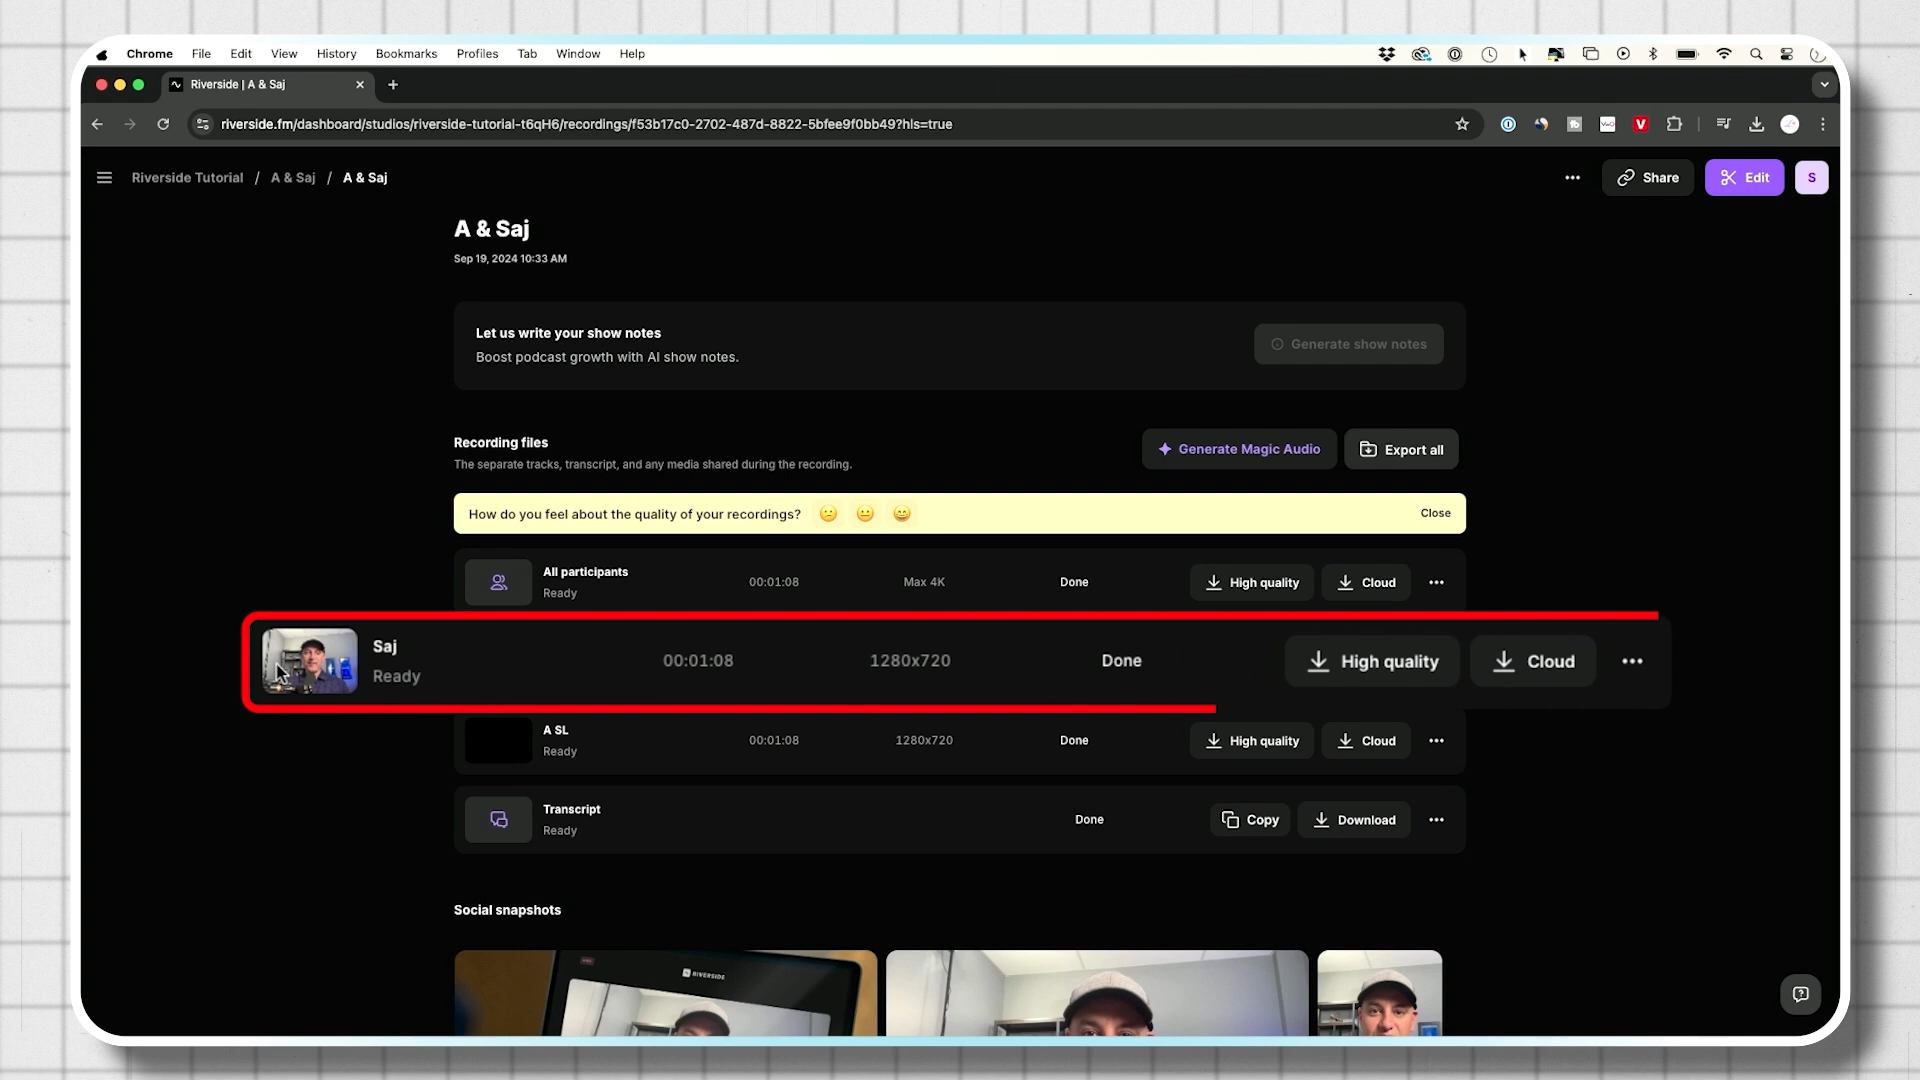 Chrome File Edit View History Bookmarks Profiles Tab Window Help
Riverside | A & Saj
riverside.fm/dashboard/studios/riverside-tutorial-t6qH6/recordings/f53b17c0-2702-487d-8822-5bfee9f0bb49?hls=true
Riverside Tutorial / A & Saj / A & Saj
Share
Edit
S
A & Saj
Sep 19, 2024 10:33 AM
Let us write your show notes
Boost podcast growth with AI show notes.
Generate show notes
Recording files
The separate tracks, transcript, and any media shared during the recording.
Generate Magic Audio
Export all
How do you feel about the quality of your recordings?
Close
All participants
Ready
00:01:08
Max 4K
Done
High quality
Cloud
Saj
Ready
00:01:08
1280x720
Done
High quality
Cloud
A SL
Ready
00:01:08
1280x720
Done
High quality
Cloud
Transcript
Ready
Done
Copy
Download
Social snapshots
RIVERSIDE